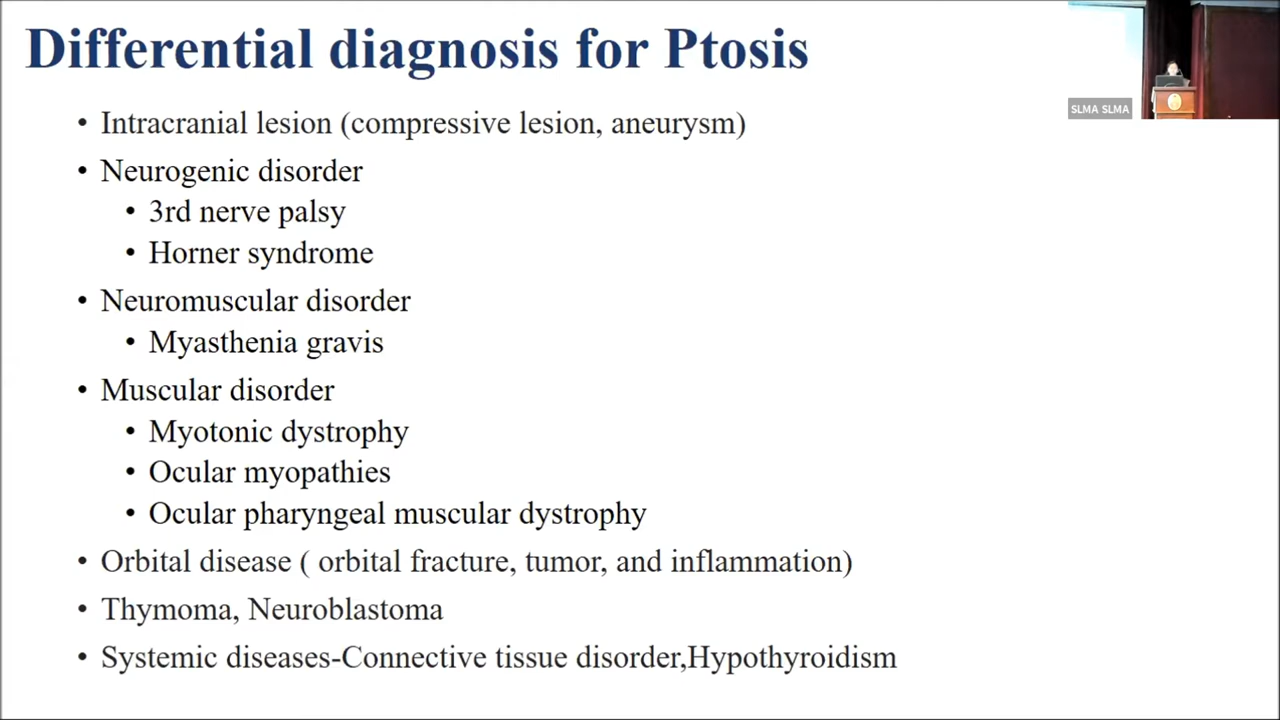 Differential diagnosis for Ptosis
SLMA SLMA
• Intracranial lesion (compressive lesion, aneurysm)
• Neurogenic disorder
• 3rd nerve palsy
• Horner syndrome
• Neuromuscular disorder
• Myasthenia gravis
• Muscular disorder
• Myotonic dystrophy
• Ocular myopathies
• Ocular pharyngeal muscular dystrophy
• Orbital disease ( orbital fracture, tumor, and inflammation)
• Thymoma, Neuroblastoma
• Systemic diseases-Connective tissue disorder,Hypothyroidism